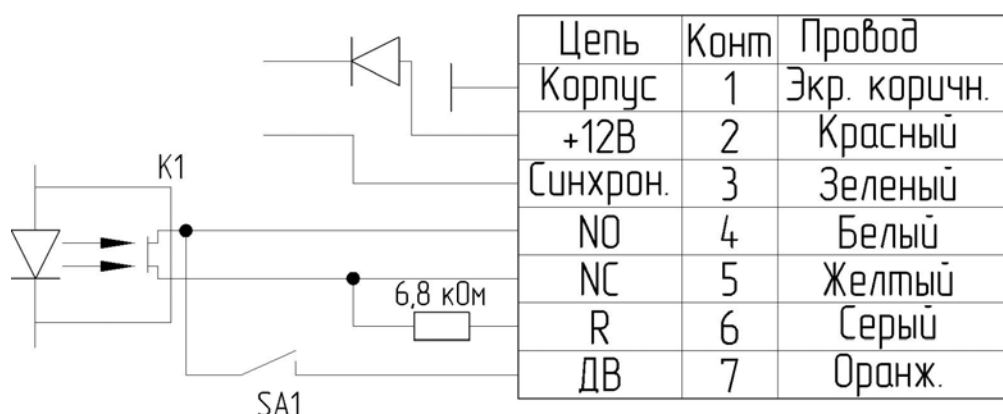 Цепь Конт Провод
Корпус 1 Экр. коричн.
+12В 2 Красный
Синхрон. 3 Зеленый
К1
NO 4 Белый
NC 5 Желтый
6,8 кОм
R 6 Серый
ДВ 7 Оранж.
SA1